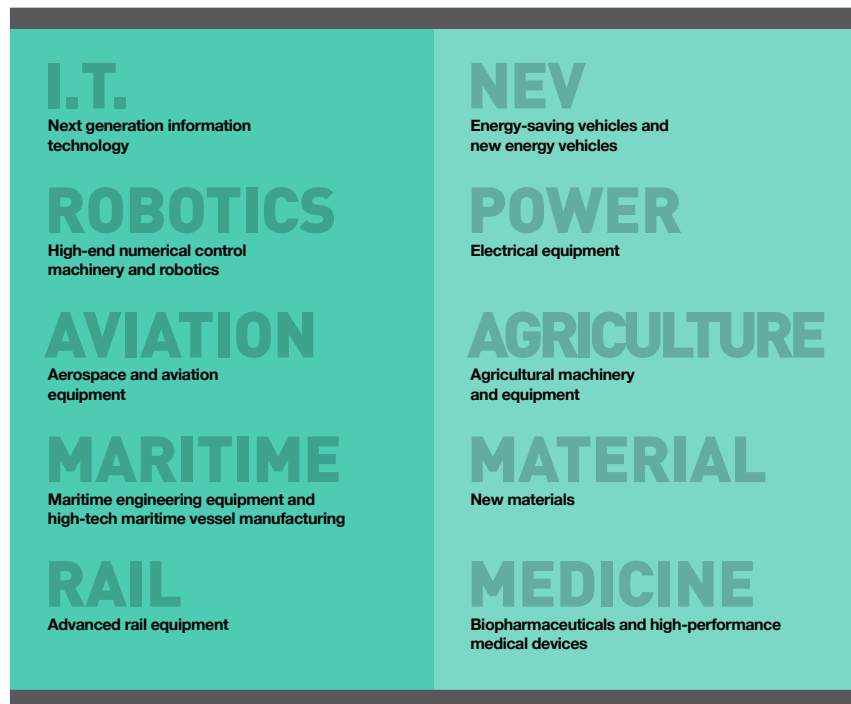 I.T.
Next generation information
technology
ROBOTICS
High-end numerical control
machinery and robotics
AVIATION
Aerospace and aviation
equipment
MARITIME
Maritime engineering equipment and
high-tech maritime vessel manufacturing
RAIL
Advanced rail equipment
NEV
Energy-saving vehicles and
new energy vehicles
POWER
Electrical equipment
AGRICULTURE
Agricultural machinery
and equipment
MATERIAL
New materials
MEDICINE
Biopharmaceuticals and high-performance
medical devices